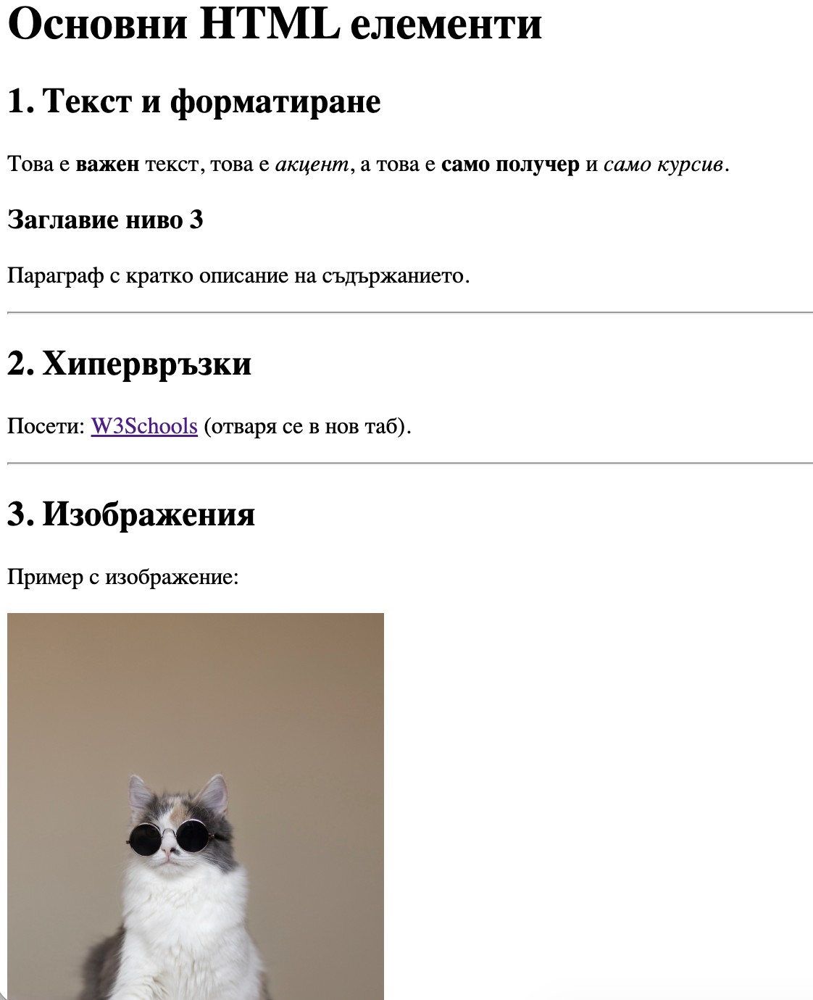 Основни HTML елементи
1. Текст и форматиране
Това е важен текст, това е акцент, а това е само получер и само курсив.
Заглавие ниво 3
Параграф с кратко описание на съдържанието.
2. Хипервръзки
Посети: W3Schools (отваря се в нов таб).
3. Изображения
Пример с изображение: